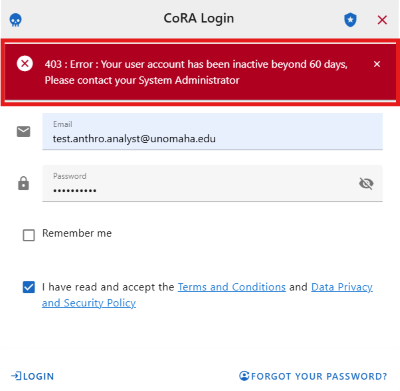 CoRA Login
403 : Error : Your user account has been inactive beyond 60 days,
Please contact your System Administrator
Email
test.anthro.analyst@unomaha.edu
Password
••••••••••
Remember me
I have read and accept the Terms and Conditions and Data Privacy
and Security Policy
LOGIN
FORGOT YOUR PASSWORD?